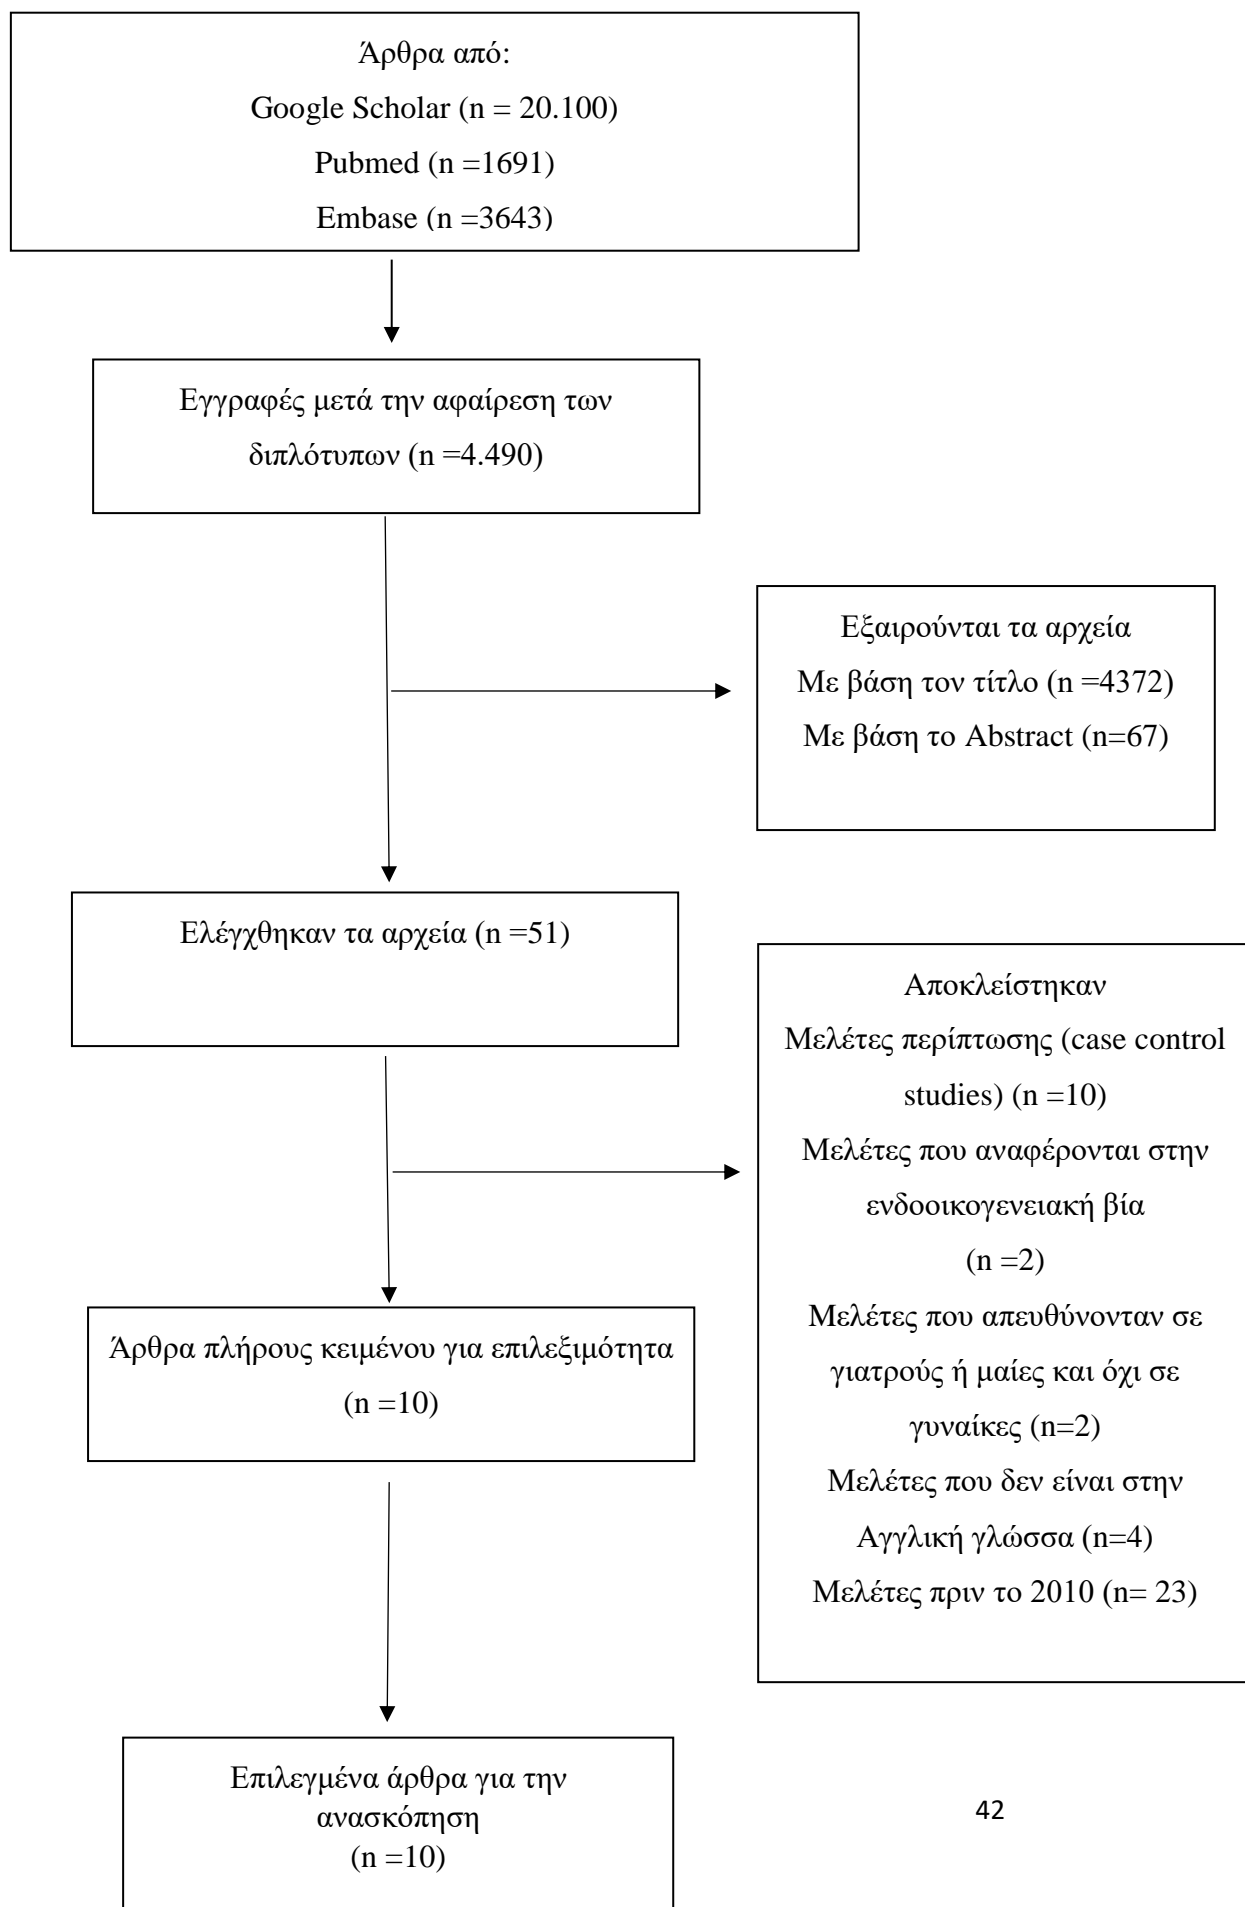 Άρθρα από:
Google Scholar (n = 20.100)
Pubmed (n =1691)
Embase (n =3643)
Εγγραφές μετά την αφαίρεση των
διπλότυπων (n =4.490)
Εξαιρούνται τα αρχεία
Με βάση τον τίτλο (n =4372)
Με βάση το Abstract (n=67)
Ελέγχθηκαν τα αρχεία (n =51)
Αποκλείστηκαν
Μελέτες περίπτωσης (case control
studies) (n =10)
Μελέτες που αναφέρονται στην
ενδοοικογενειακή βία
(n =2)
Μελέτες που απευθύνονταν σε
γιατρούς ή μαίες και όχι σε
γυναίκες (n=2)
Μελέτες που δεν είναι στην
Αγγλική γλώσσα (n=4)
Μελέτες πριν το 2010 (n= 23)
Άρθρα πλήρους κειμένου για επιλεξιμότητα
(n =10)
Επιλεγμένα άρθρα για την
ανασκόπηση
(n =10)
42